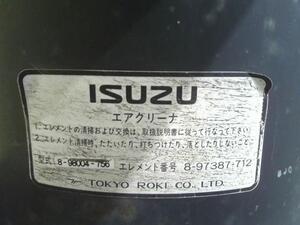 ISUZU
エアクリーナ
1. エレメントの清掃および交換は、取扱説明書に従って行なって下さい
2. エレメント清掃時、たたいたり、打ちつけたり、落としたりしないこと。
型式 8-98004-756 エレメント番号 8-97387-712
TOKYO ROKI CO., LTD.